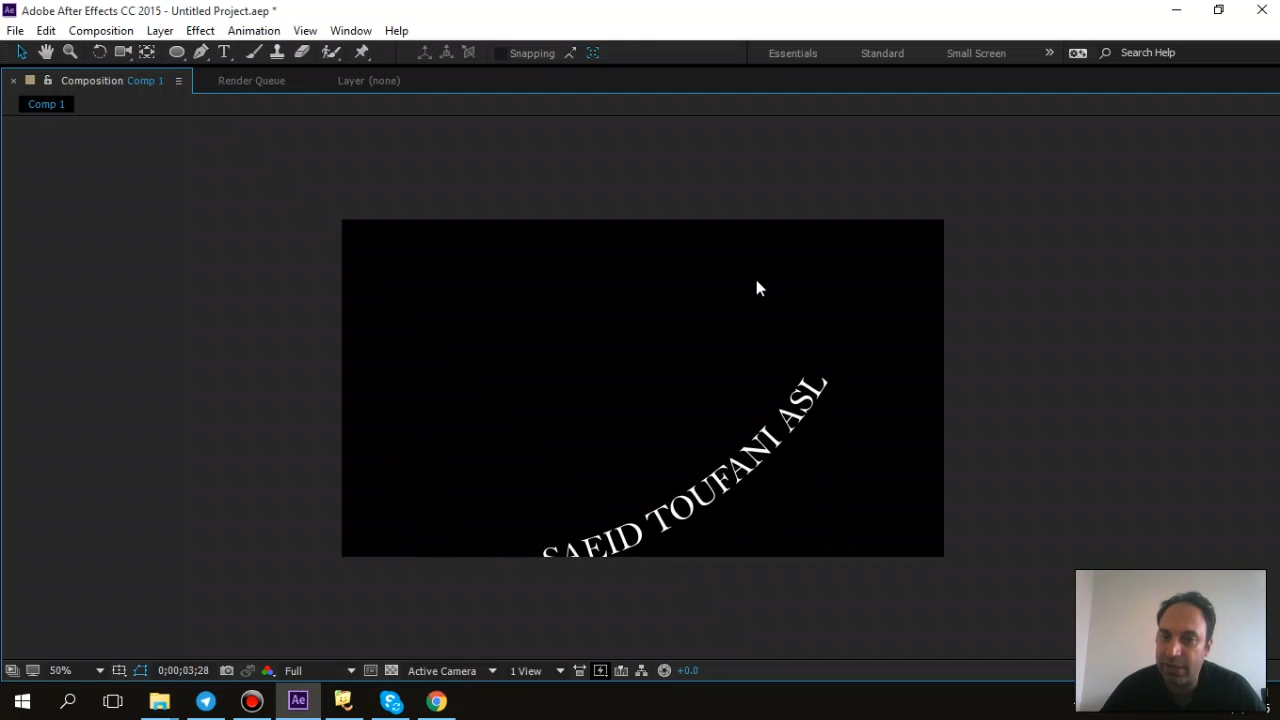 Adobe After Effects CC 2015 - Untitled Project.aep *
File Edit Composition Layer Effect Animation View Window Help
Snapping Essentials Standard Small Screen Search Help
Composition Comp 1 Render Queue Layer (none)
Comp 1
SAEID TOUFANI ASL
50% 0;00;03;28 Full Active Camera 1 View +0.0